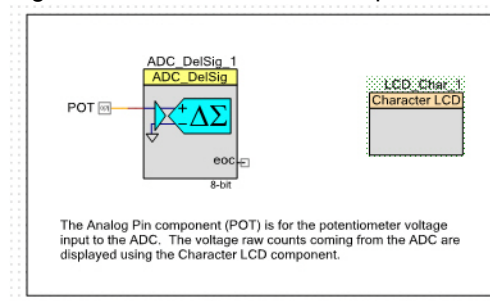 ADC_DelSig_1
ADC_DelSig
POT
ΔΣ
eoc
8-bit
LCD_Char_1
Character LCD
The Analog Pin component (POT) is for the potentiometer voltage
input to the ADC. The voltage raw counts coming from the ADC are
displayed using the Character LCD component.